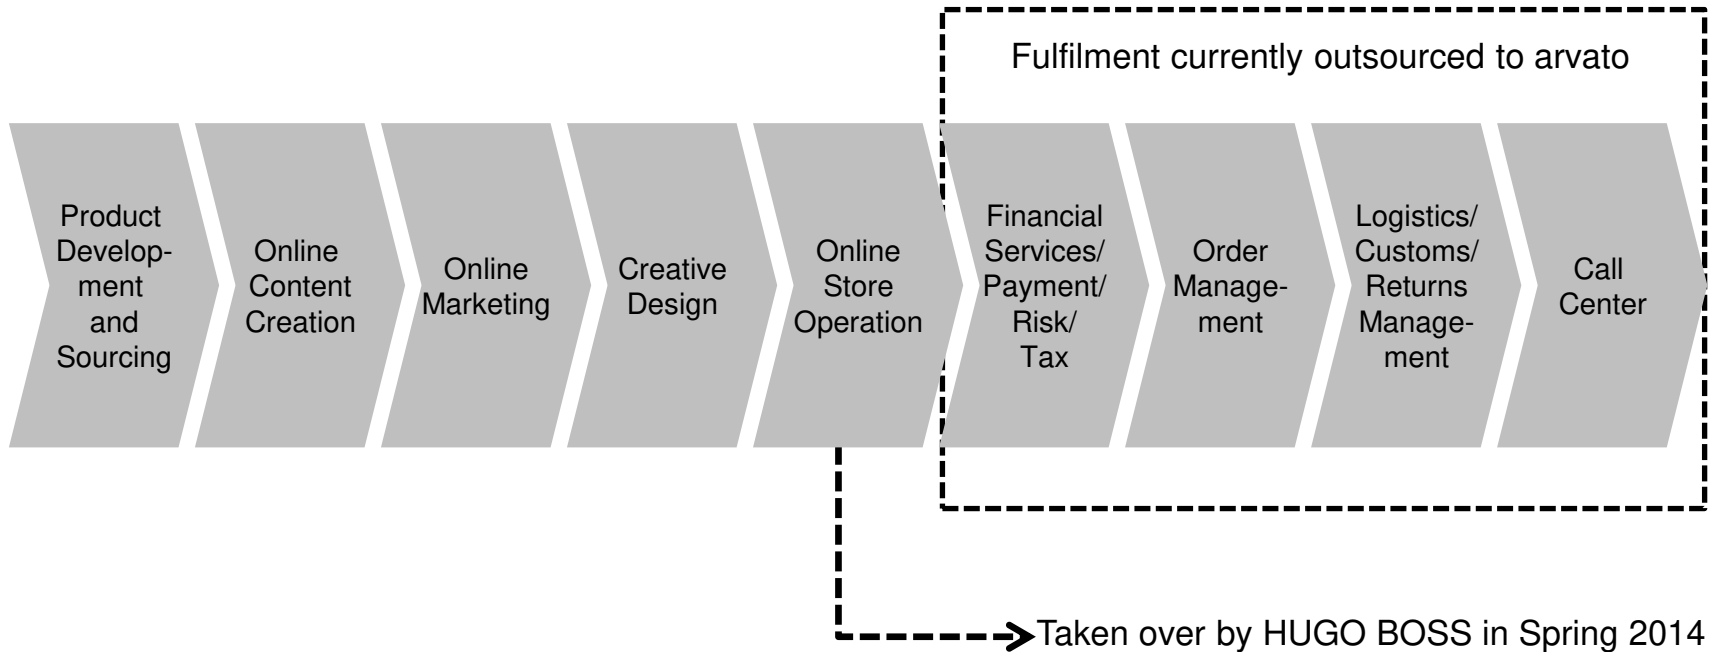 Fulfilment currently outsourced to arvato
Product
Develop-
ment
and
Sourcing
Online
Content
Creation
Online
Marketing
Creative
Design
Online
Store
Operation
Financial
Services/
Payment/
Risk/
Tax
Order
Manage-
ment
Logistics/
Customs/
Returns
Manage-
ment
Call
Center
Taken over by HUGO BOSS in Spring 2014